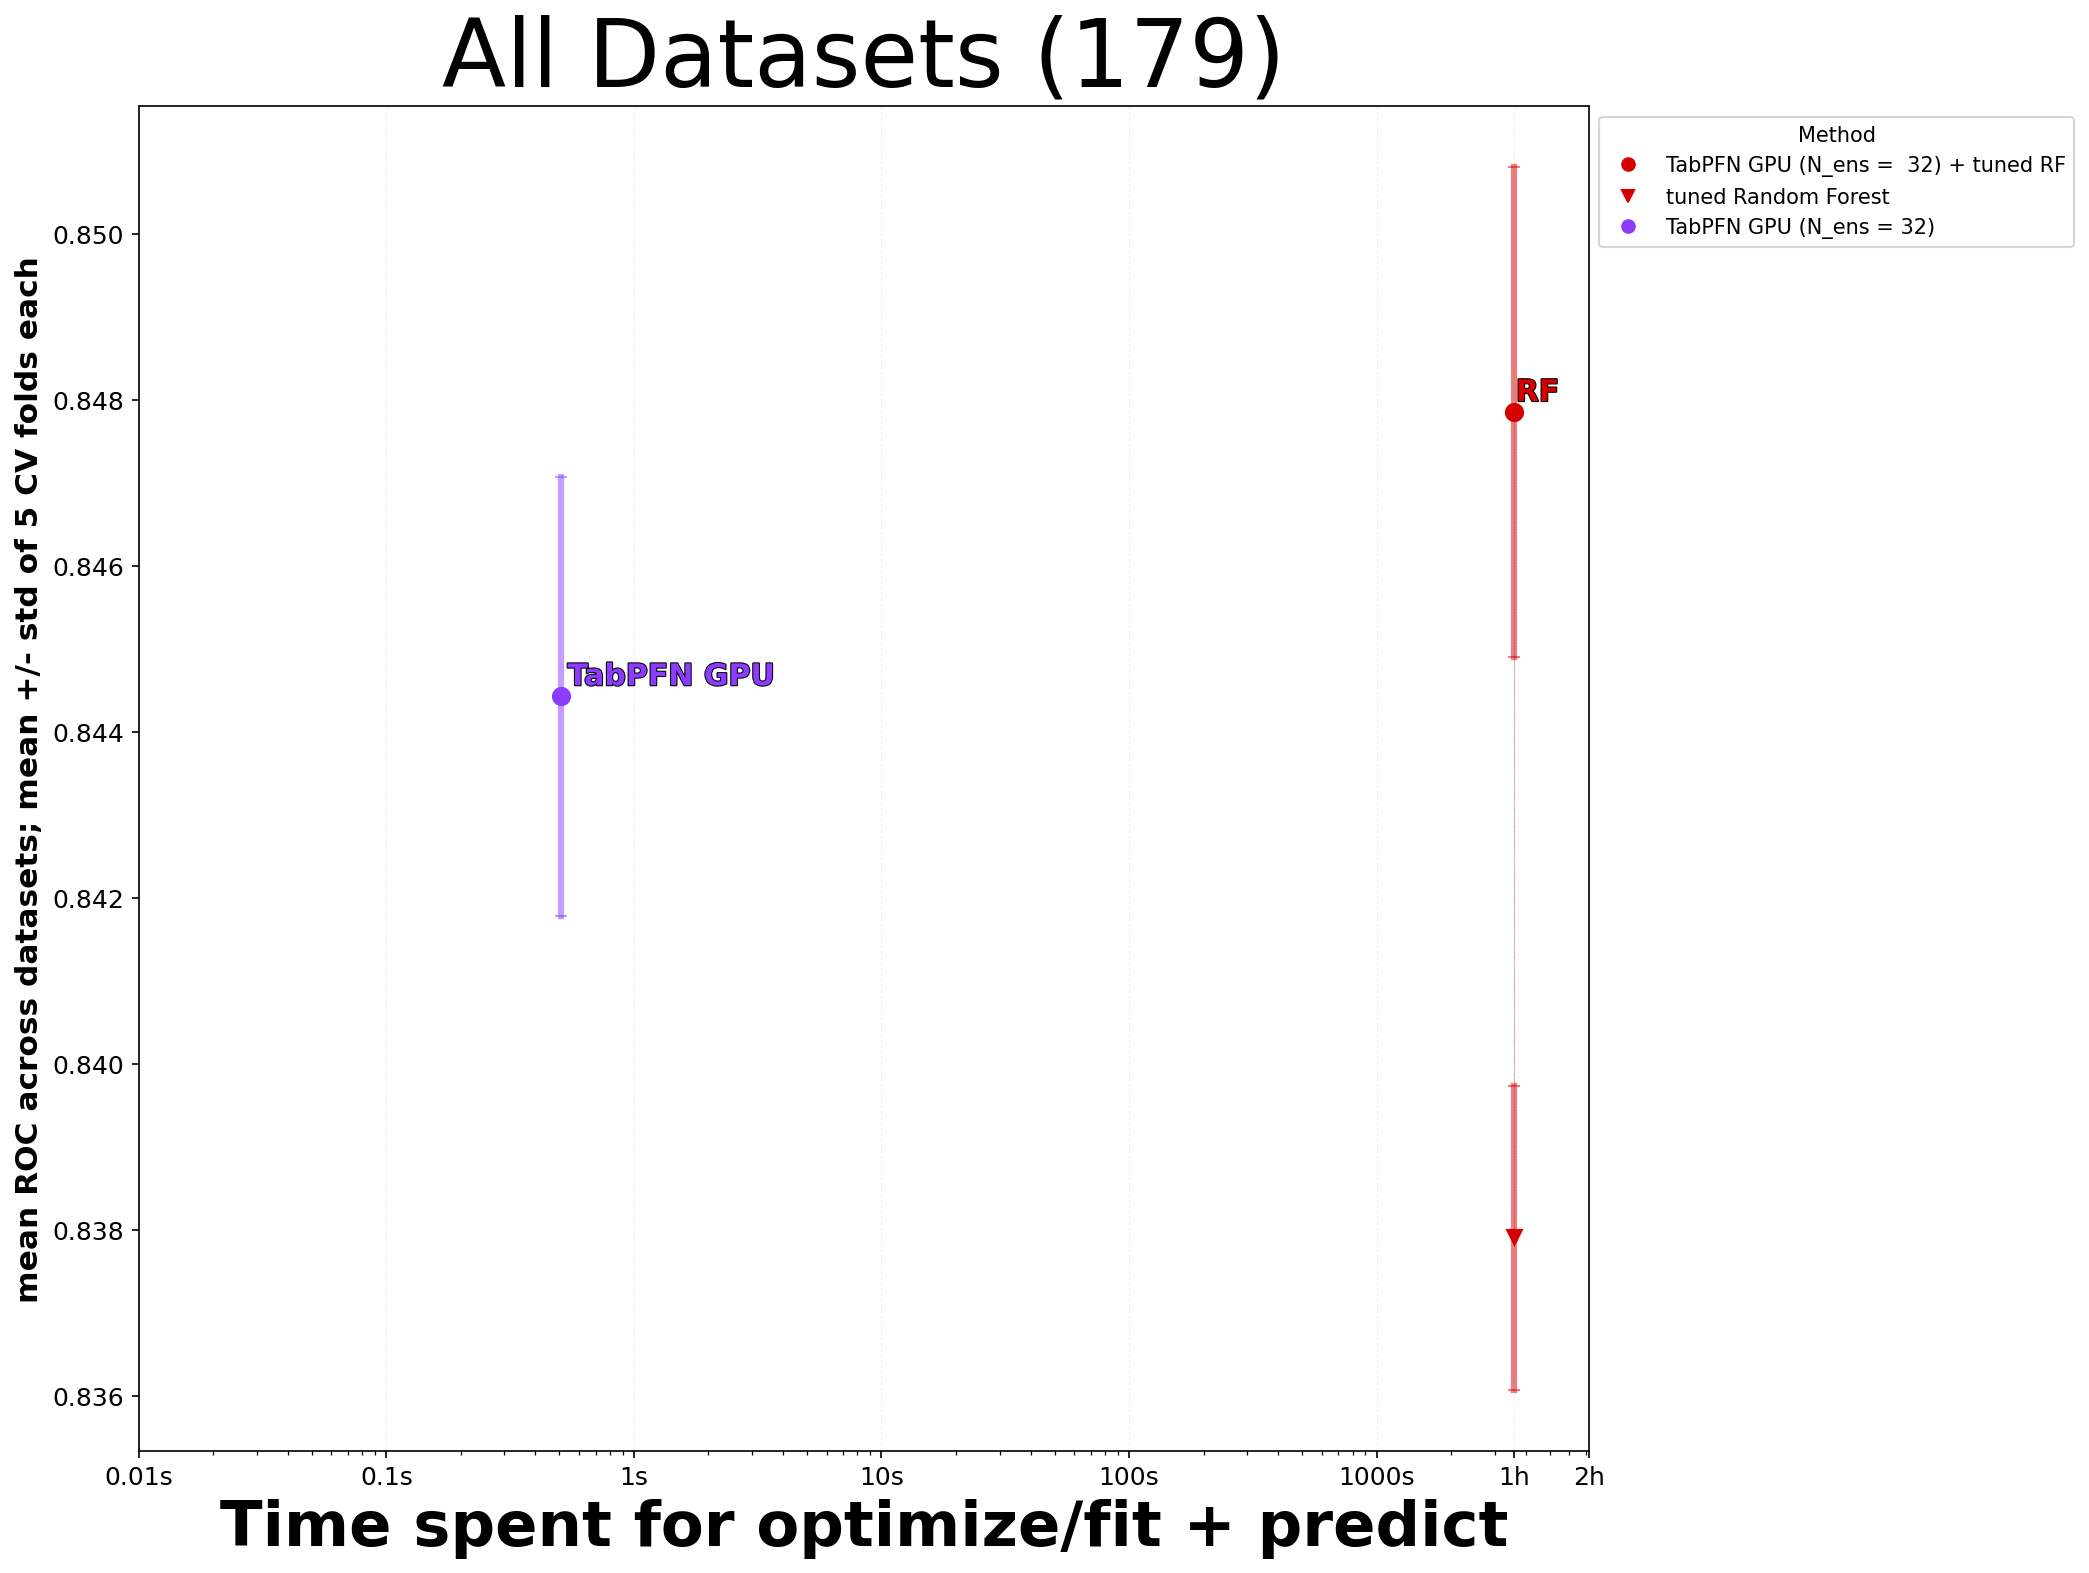 All Datasets (179)
Method
TabPFN GPU (N_ens =  32) + tuned RF
tuned Random Forest
TabPFN GPU (N_ens = 32)
mean ROC across datasets; mean +/- std of 5 CV folds each
0.850
0.848
0.846
0.844
0.842
0.840
0.838
0.836
RF
TabPFN GPU
0.01s
0.1s
1s
10s
100s
1000s
1h
2h
Time spent for optimize/fit + predict